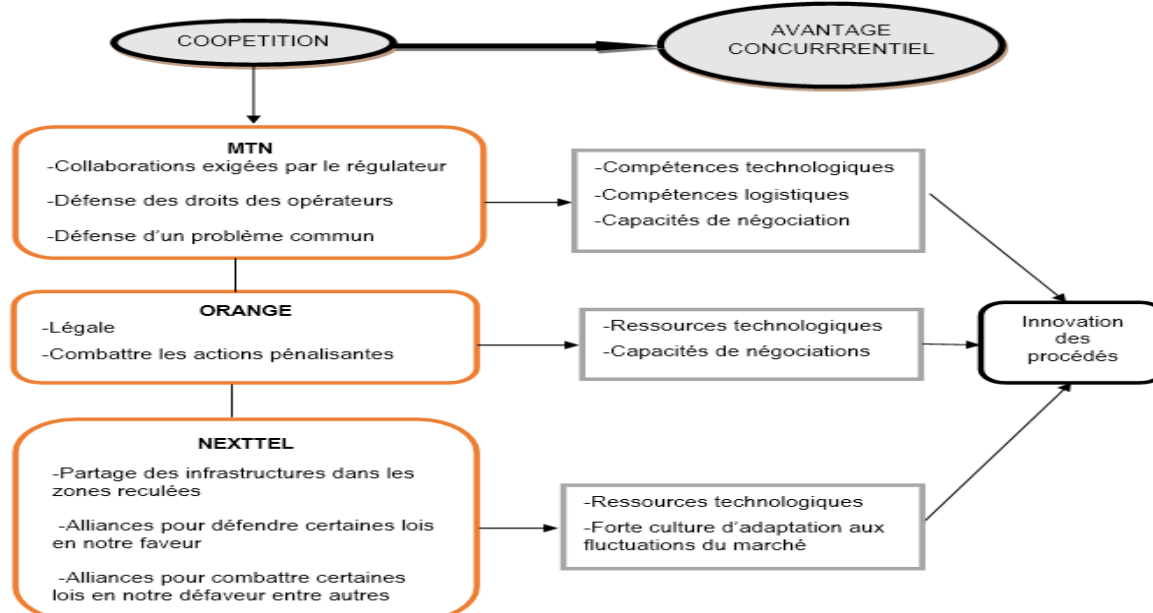 COOPETITION
AVANTAGE
CONCURRRENTIEL
MTN
-Collaborations exigées par le régulateur
-Défense des droits des opérateurs
-Défense d'un problème commun
-Compétences technologiques
-Compétences logistiques
-Capacités de négociation
ORANGE
-Légale
-Combattre les actions pénalisantes
-Ressources technologiques
-Capacités de négociations
Innovation
des
procédés
NEXTTEL
-Partage des infrastructures dans les
zones reculées
-Alliances pour défendre certaines lois
en notre faveur
-Alliances pour combattre certaines
lois en notre défaveur entre autres
-Ressources technologiques
-Forte culture d'adaptation aux
fluctuations du marché